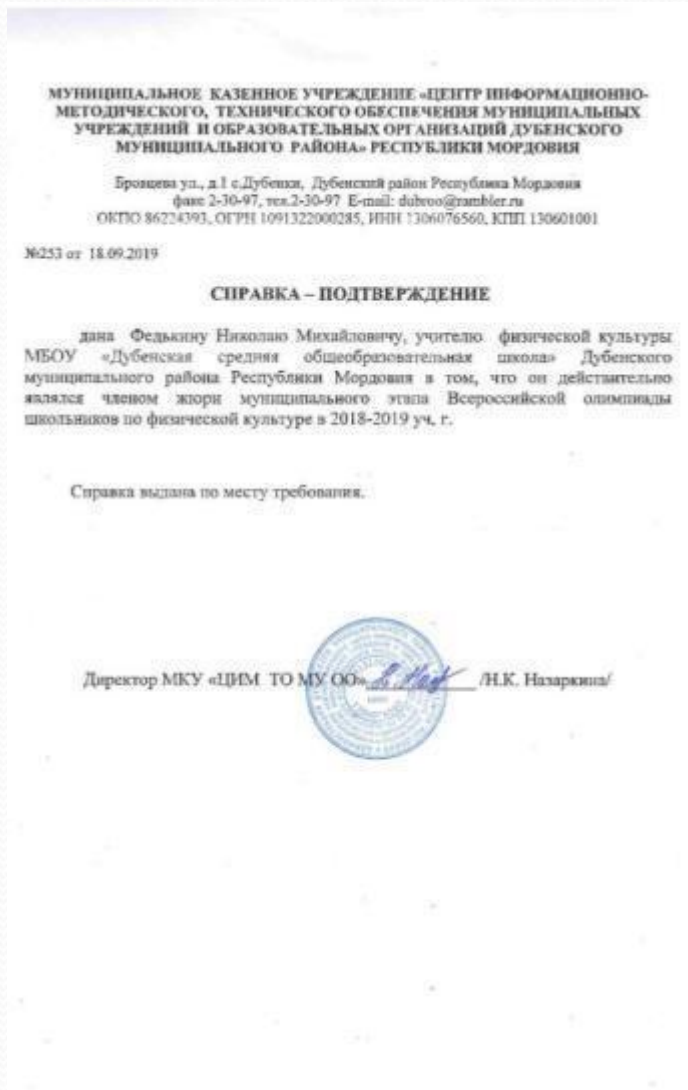 МУНИЦИПАЛЬНОЕ КАЗЕННОЕ УЧРЕЖДЕНИЕ «ЦЕНТР ИНФОРМАЦИОННО-
МЕТОДИЧЕСКОГО, ТЕХНИЧЕСКОГО ОБЕСПЕЧЕНИЯ МУНИЦИПАЛЬНЫХ
УЧРЕЖДЕНИЙ И ОБРАЗОВАТЕЛЬНЫХ ОРГАНИЗАЦИЙ ДУБЕНСКОГО
МУНИЦИПАЛЬНОГО РАЙОНА» РЕСПУБЛИКИ МОРДОВИЯ
Бровцева ул., д.1 с.Дубенки, Дубенский район Республика Мордовия
факс 2-30-97, тел.2-30-97 E-mail: dubroo@rambler.ru
ОКПО 86224393, ОГРН 1091322000285, ИНН 1306076560, КПП 130601001
№253 от 18.09.2019
СПРАВКА – ПОДТВЕРЖДЕНИЕ
дана Федькину Николаю Михайловичу, учителю физической культуры
МБОУ «Дубенская средняя общеобразовательная школа» Дубенского
муниципального района Республики Мордовия в том, что он действительно
являлся членом жюри муниципального этапа Всероссийской олимпиады
школьников по физической культуре в 2018-2019 уч. г.
Справка выдана по месту требования.
Директор МКУ «ЦИМ ТО МУ ОО» /Н.К. Назаркина/